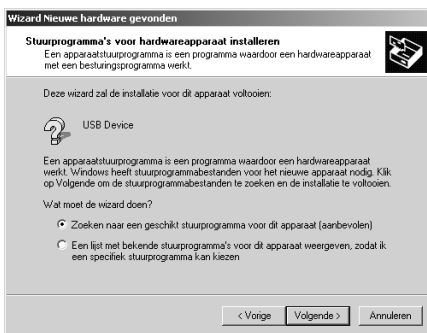 Wizard Nieuwe hardware gevonden
Stuurprogramma's voor hardwareapparaat installeren
Een apparaatstuurprogramma is een programma waardoor een hardwareapparaat
met een besturingsprogramma werkt.
Deze wizard zal de installatie voor dit apparaat voltooien:
USB Device
Een apparaatstuurprogramma is een programma waardoor een hardwareapparaat
werkt. Windows heeft stuurprogrammabestanden voor het nieuwe apparaat nodig. Klik
op Volgende om de stuurprogrammabestanden te zoeken en de installatie te voltooien.
Wat moet de wizard doen?
Zoeken naar een geschikt stuurprogramma voor dit apparaat (aanbevolen)
Een lijst met bekende stuurprogramma's voor dit apparaat weergeven, zodat ik
een specifiek stuurprogramma kan kiezen
< Vorige Volgende > Annuleren